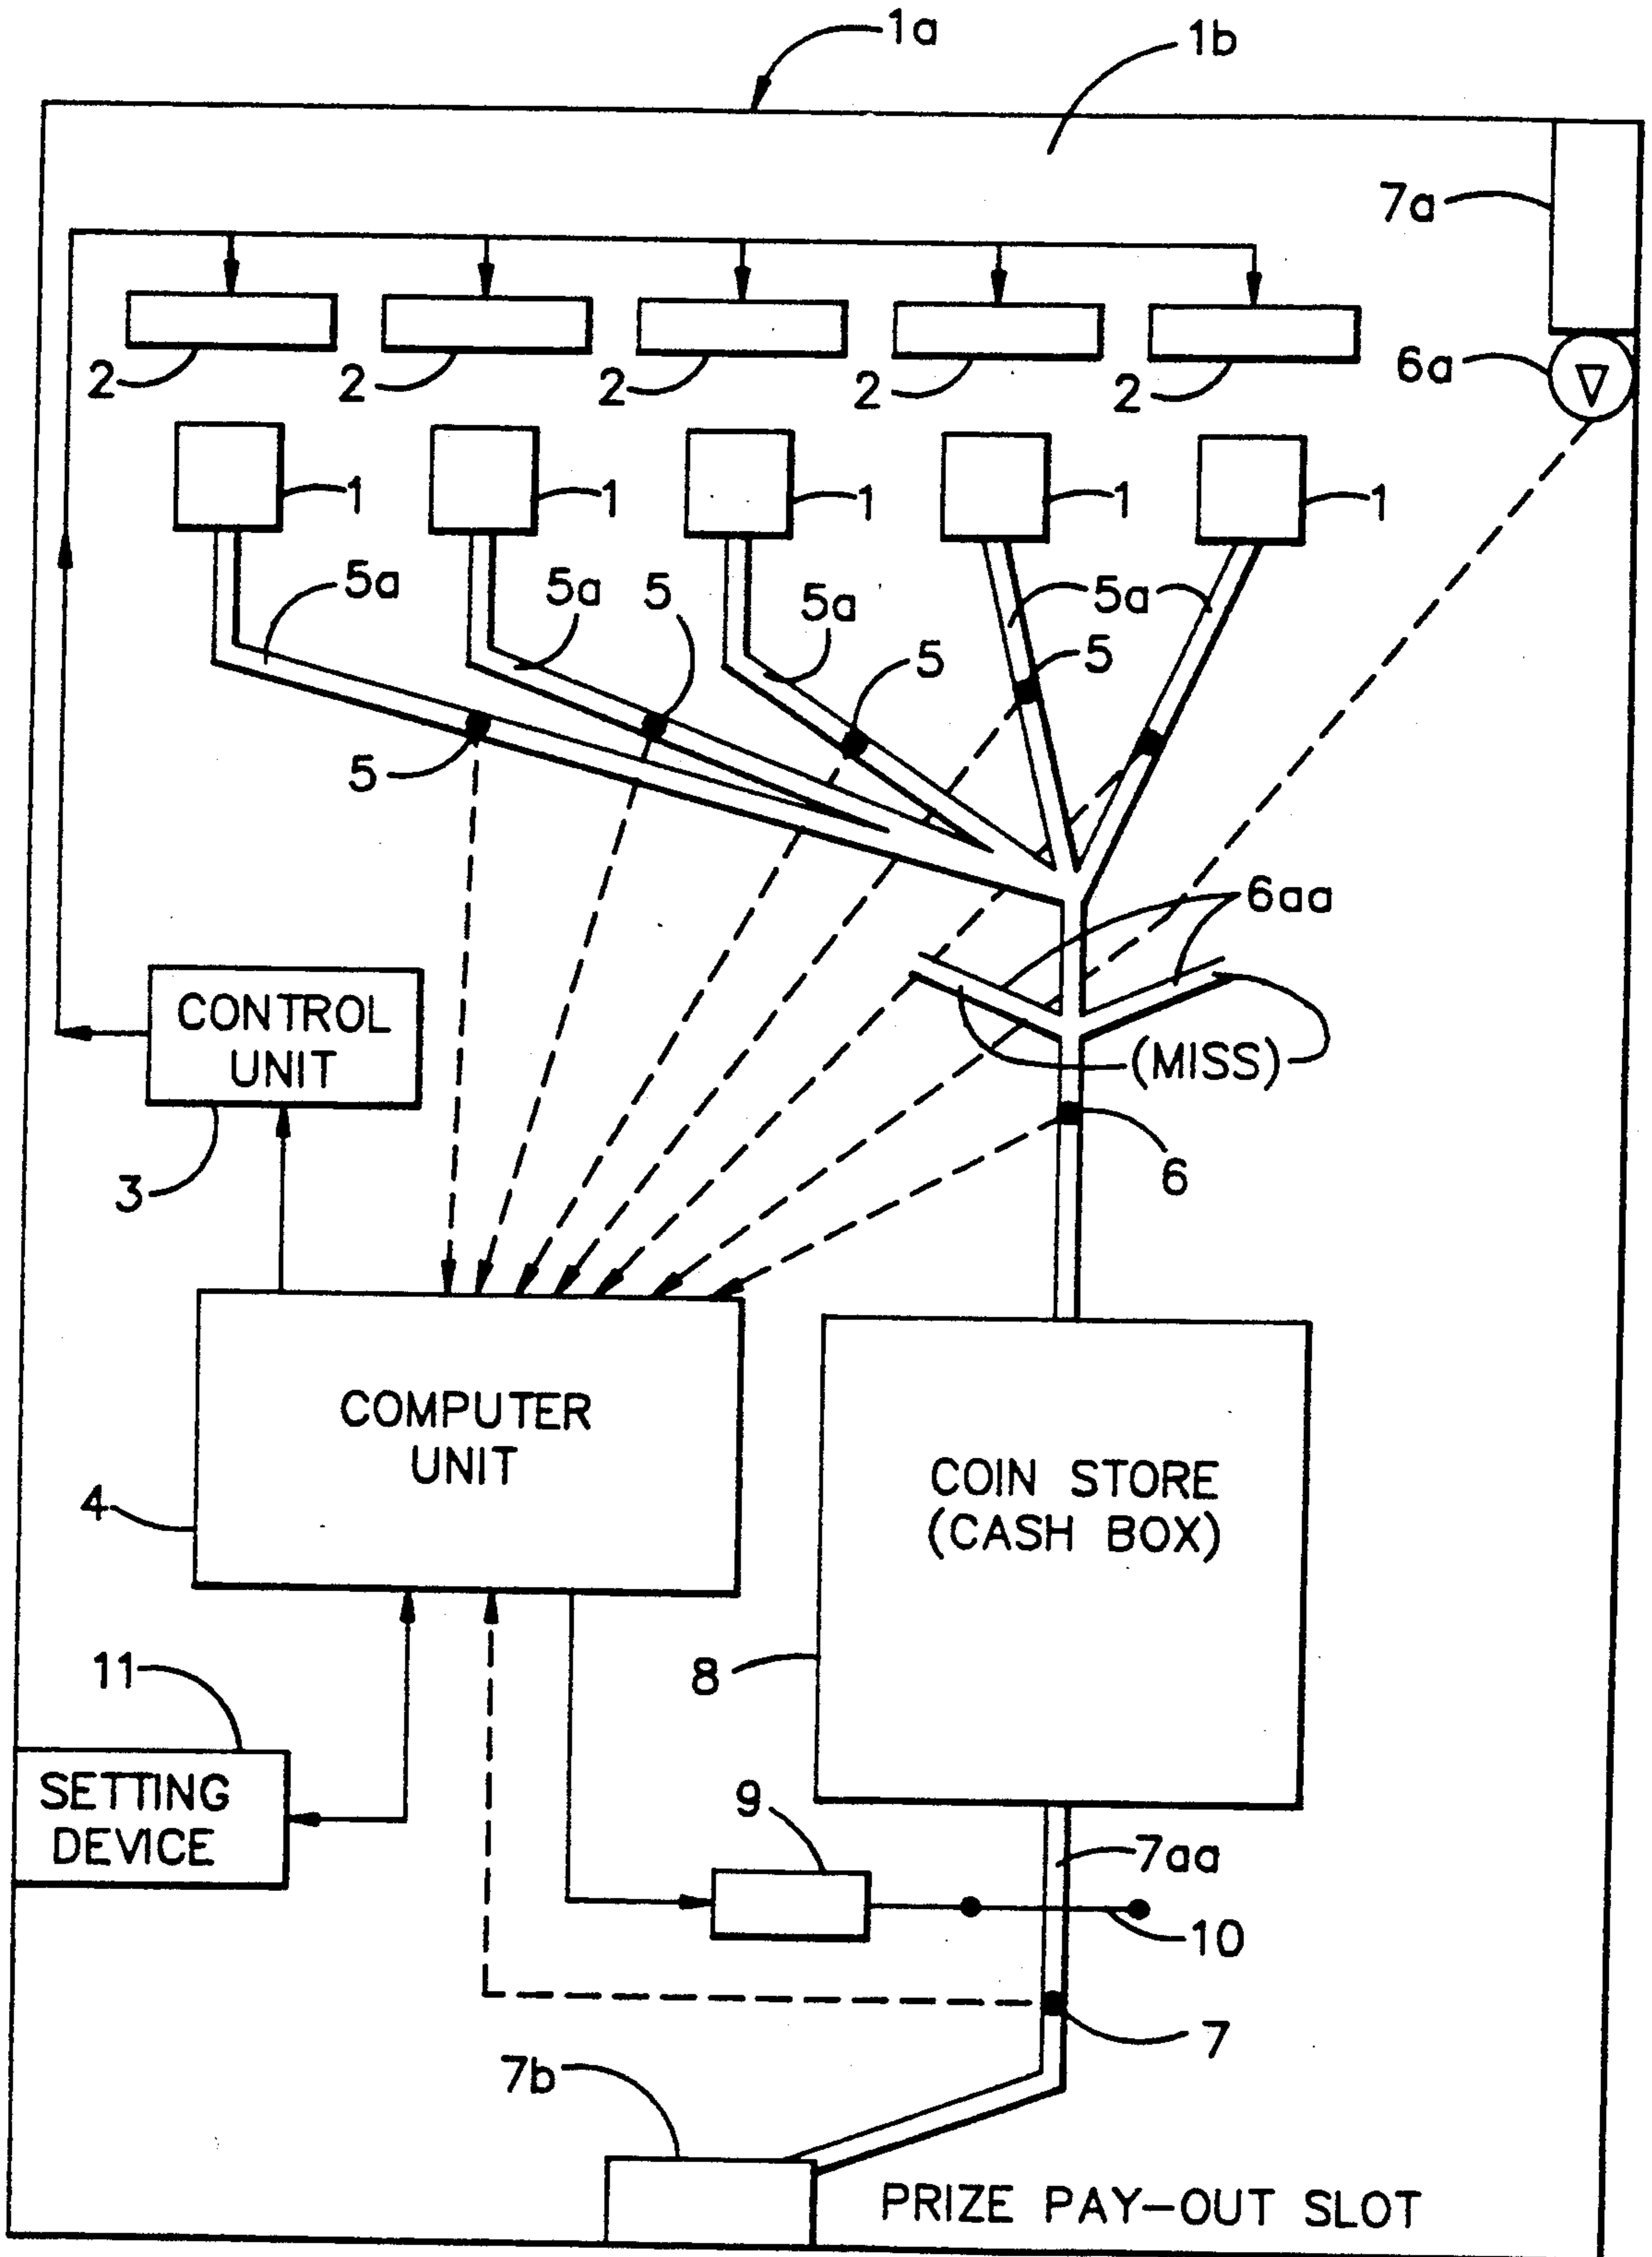 1a
1b
7a
2
2
2
2
2
6a
1
1
1
1
1
5a
5a
5
5a
5a
5
5
5
6aa
CONTROL
UNIT
(MISS)
3
6
COMPUTER
UNIT
4
COIN STORE
(CASH BOX)
8
11
SETTING
DEVICE
9
7aa
10
7
7b
PRIZE PAY-OUT SLOT